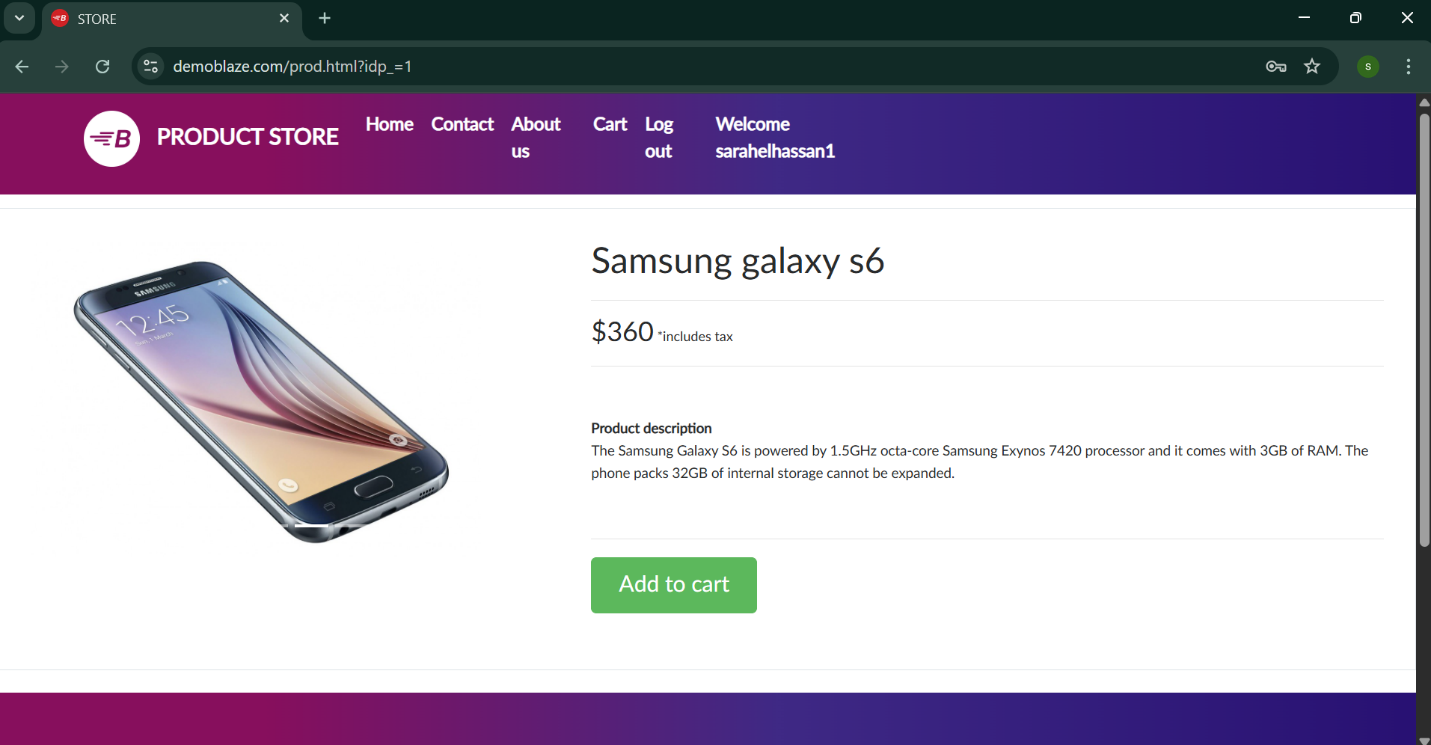 STORE
demoblaze.com/prod.html?idp_=1
S
B
PRODUCT STORE
Home
Contact
About
us
Cart
Log
out
Welcome
sarahelhassan1
SAMSUNG
12:45
Samsung galaxy s6
$360 *includes tax
Product description
The Samsung Galaxy S6 is powered by 1.5GHz octa-core Samsung Exynos 7420 processor and it comes with 3GB of RAM. The
phone packs 32GB of internal storage cannot be expanded.
Add to cart